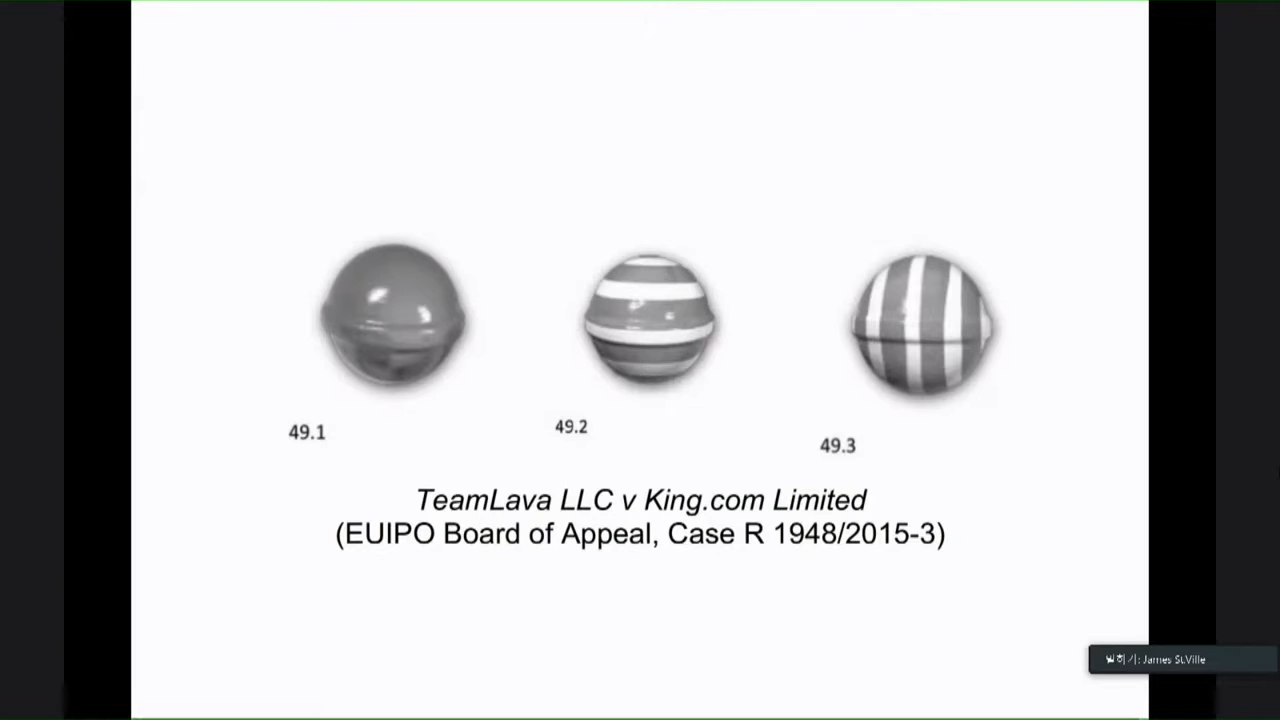 49.1
49.2
49.3
TeamLava LLC v King.com Limited
(EUIPO Board of Appeal, Case R 1948/2015-3)
James St.Ville